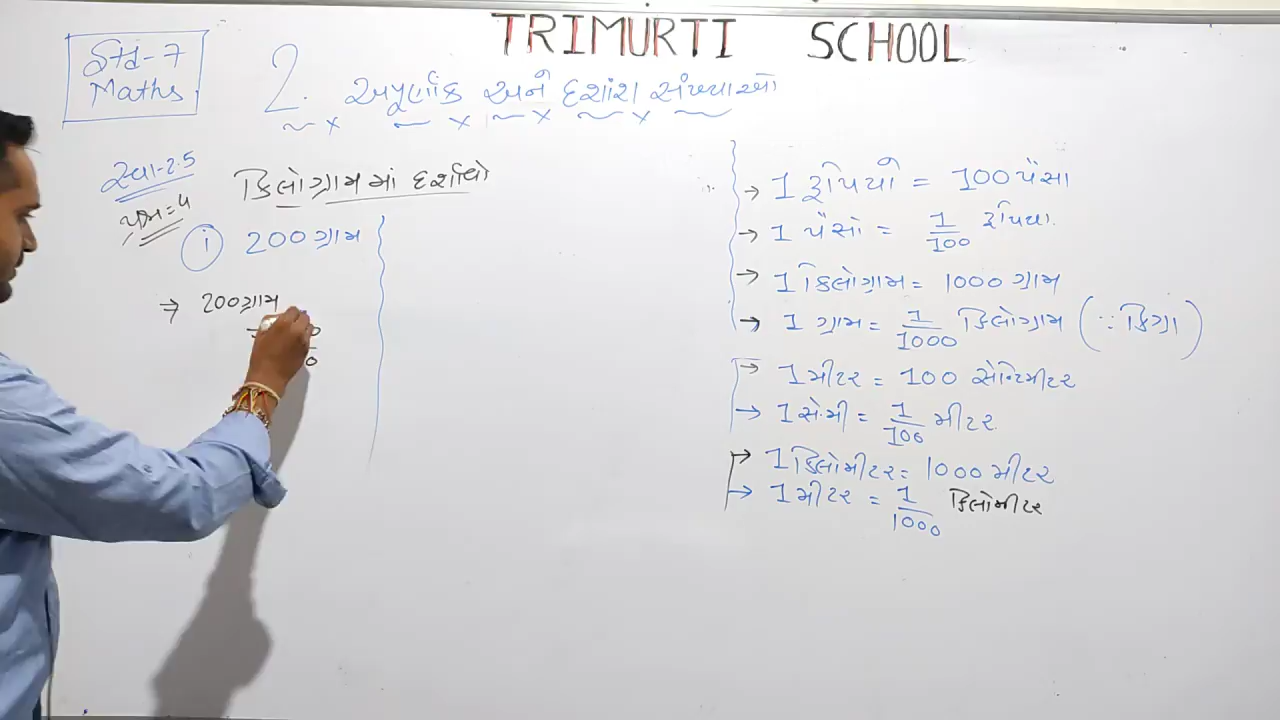 TRIMURTI SCHOOL
Std-7
Maths
2. અપૂર્ણાંક અને દશાંશ સંખ્યાઓ
સ્વા-2.5
પ્રશ્ન=5
કિલોગ્રામમાં દર્શાવો
i 200 ગ્રામ
→ 200 ગ્રામ
→ 1 રૂપિયો = 100 પૈસા
→ 1 પૈસો = 1/100 રૂપિયા.
→ 1 કિલોગ્રામ = 1000 ગ્રામ
→ 1 ગ્રામ = 1/1000 કિલોગ્રામ (∵ કિગ્રા)
→ 1 મીટર = 100 સેન્ટિમીટર
→ 1 સે.મી = 1/100 મીટર.
→ 1 કિલોમીટર = 1000 મીટર
→ 1 મીટર = 1/1000 કિલોમીટર